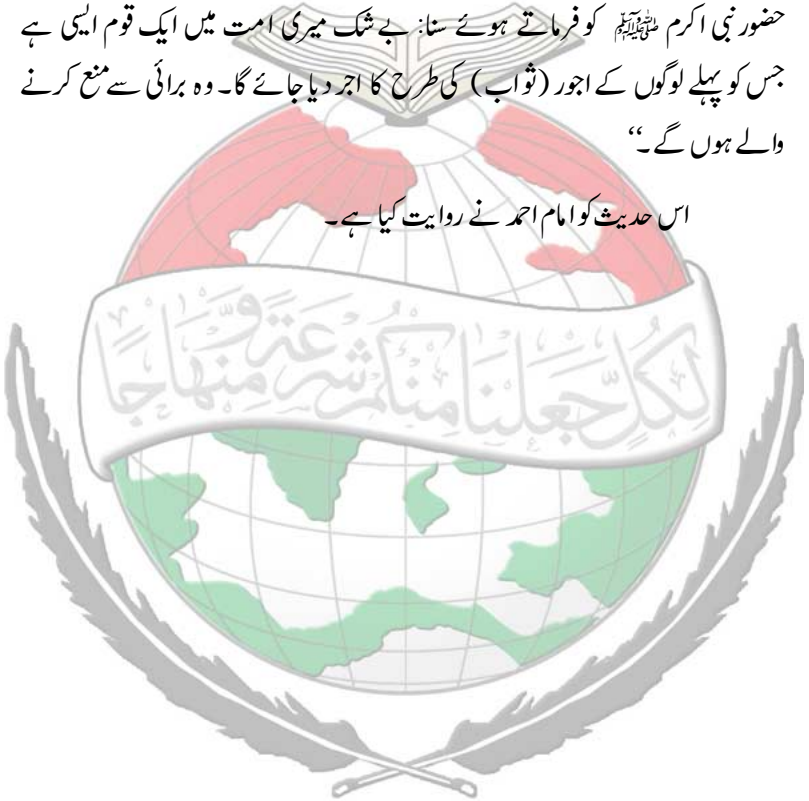 حضور نبی اکرم ﷺ کو فرماتے ہوئے سنا: بے شک میری امت میں ایک قوم ایسی ہے
جس کو پہلے لوگوں کے اجور (ثواب) کی طرح کا اجر دیا جائے گا۔ وہ برائی سے منع کرنے
والے ہوں گے۔‘‘
اس حدیث کو امام احمد نے روایت کیا ہے۔
لِكُلٍّ جَعَلْنَا مِنْكُمْ شِرْعَةً وَّمِنْهَاجًا